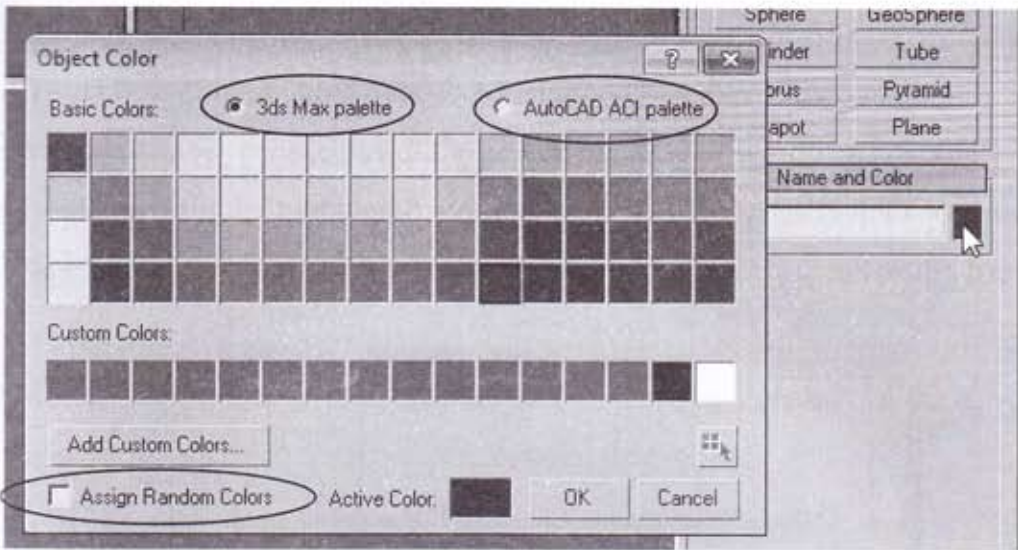 Sphere GeoSphere
Object Color ?
inder Tube
Basic Colors: 3ds Max palette AutoCAD ACI palette
orus Pyramid
apot Plane
Name and Color
Custom Colors:
Add Custom Colors...
Assign Random Colors Active Color: OK Cancel